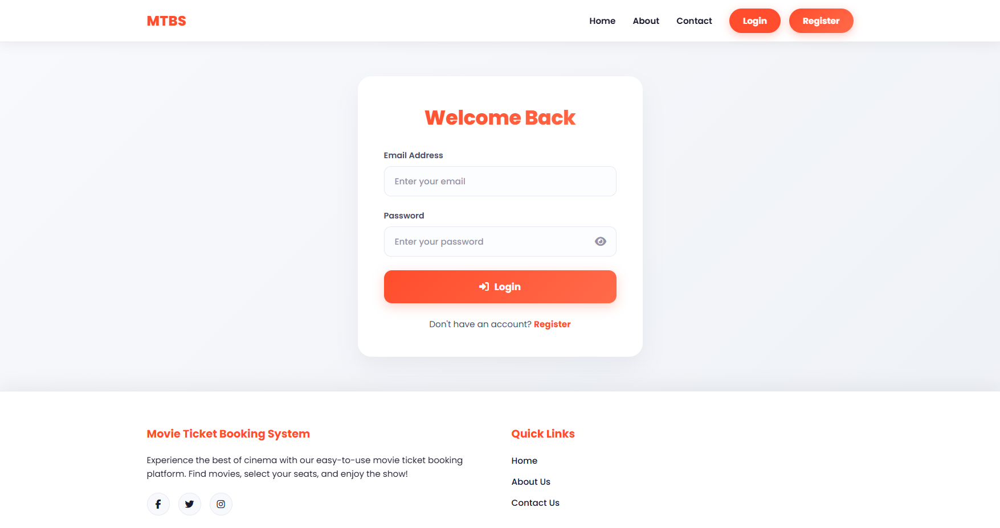 MTBS
Home
About
Contact
Login
Register
Welcome Back
Email Address
Enter your email
Password
Enter your password
Login
Don't have an account? Register
Movie Ticket Booking System
Experience the best of cinema with our easy-to-use movie ticket booking
platform. Find movies, select your seats, and enjoy the show!
Quick Links
Home
About Us
Contact Us